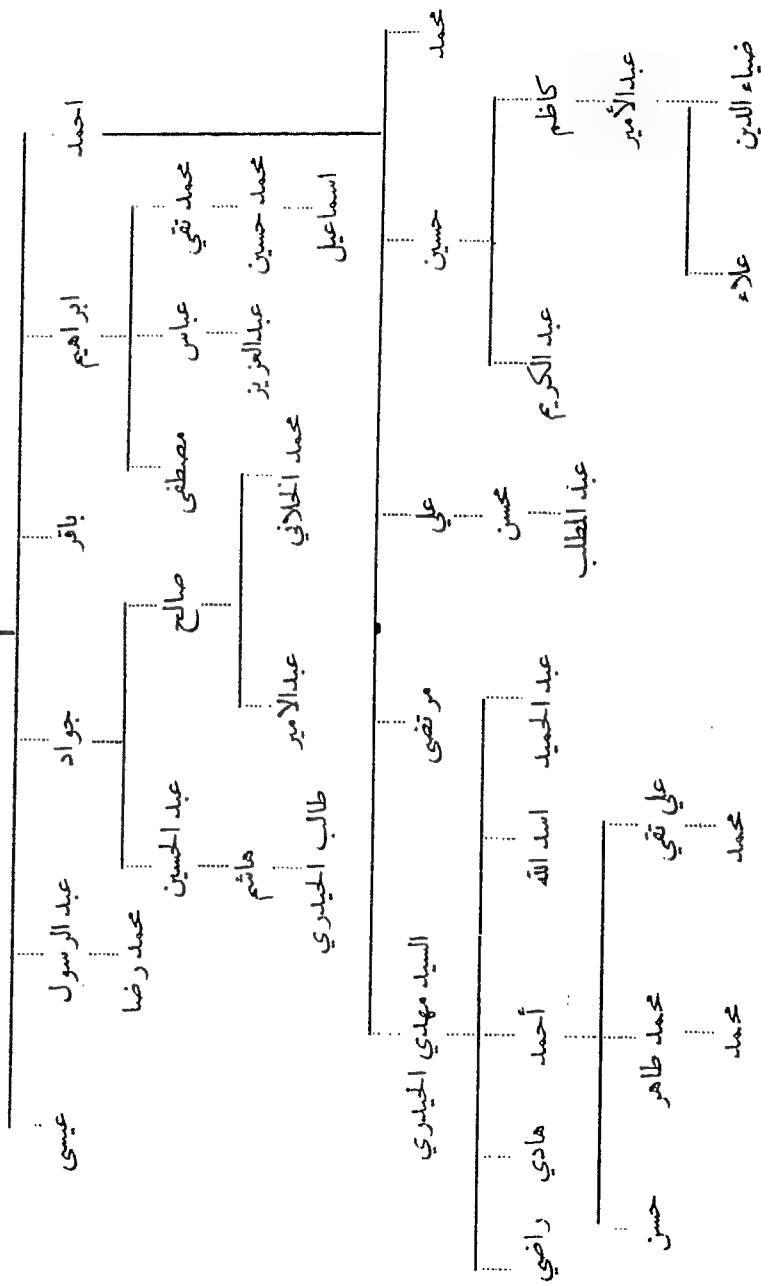 احمد
ابراهيم
باقر
جواد
عبد الرسول
عيسى
محمد تقي
عباس
مصطفى
صالح
عبد الحسين
محمد رضا
محمد حسين
عبدالعزيز
محمد الخلاني
عبدالأمير
هاشم
اسماعيل
طالب الحيدري
محمد
حسين
علي
مرتضى
السيد مهدي الحيدري
كاظم
عبد الكريم
محسن
عبد الحميد
اسد الله
أحمد
هادي
راضي
عبدالأمير
عبد المطلب
علي تقي
محمد طاهر
حسن
ضياء الدين
علاء
محمد
محمد